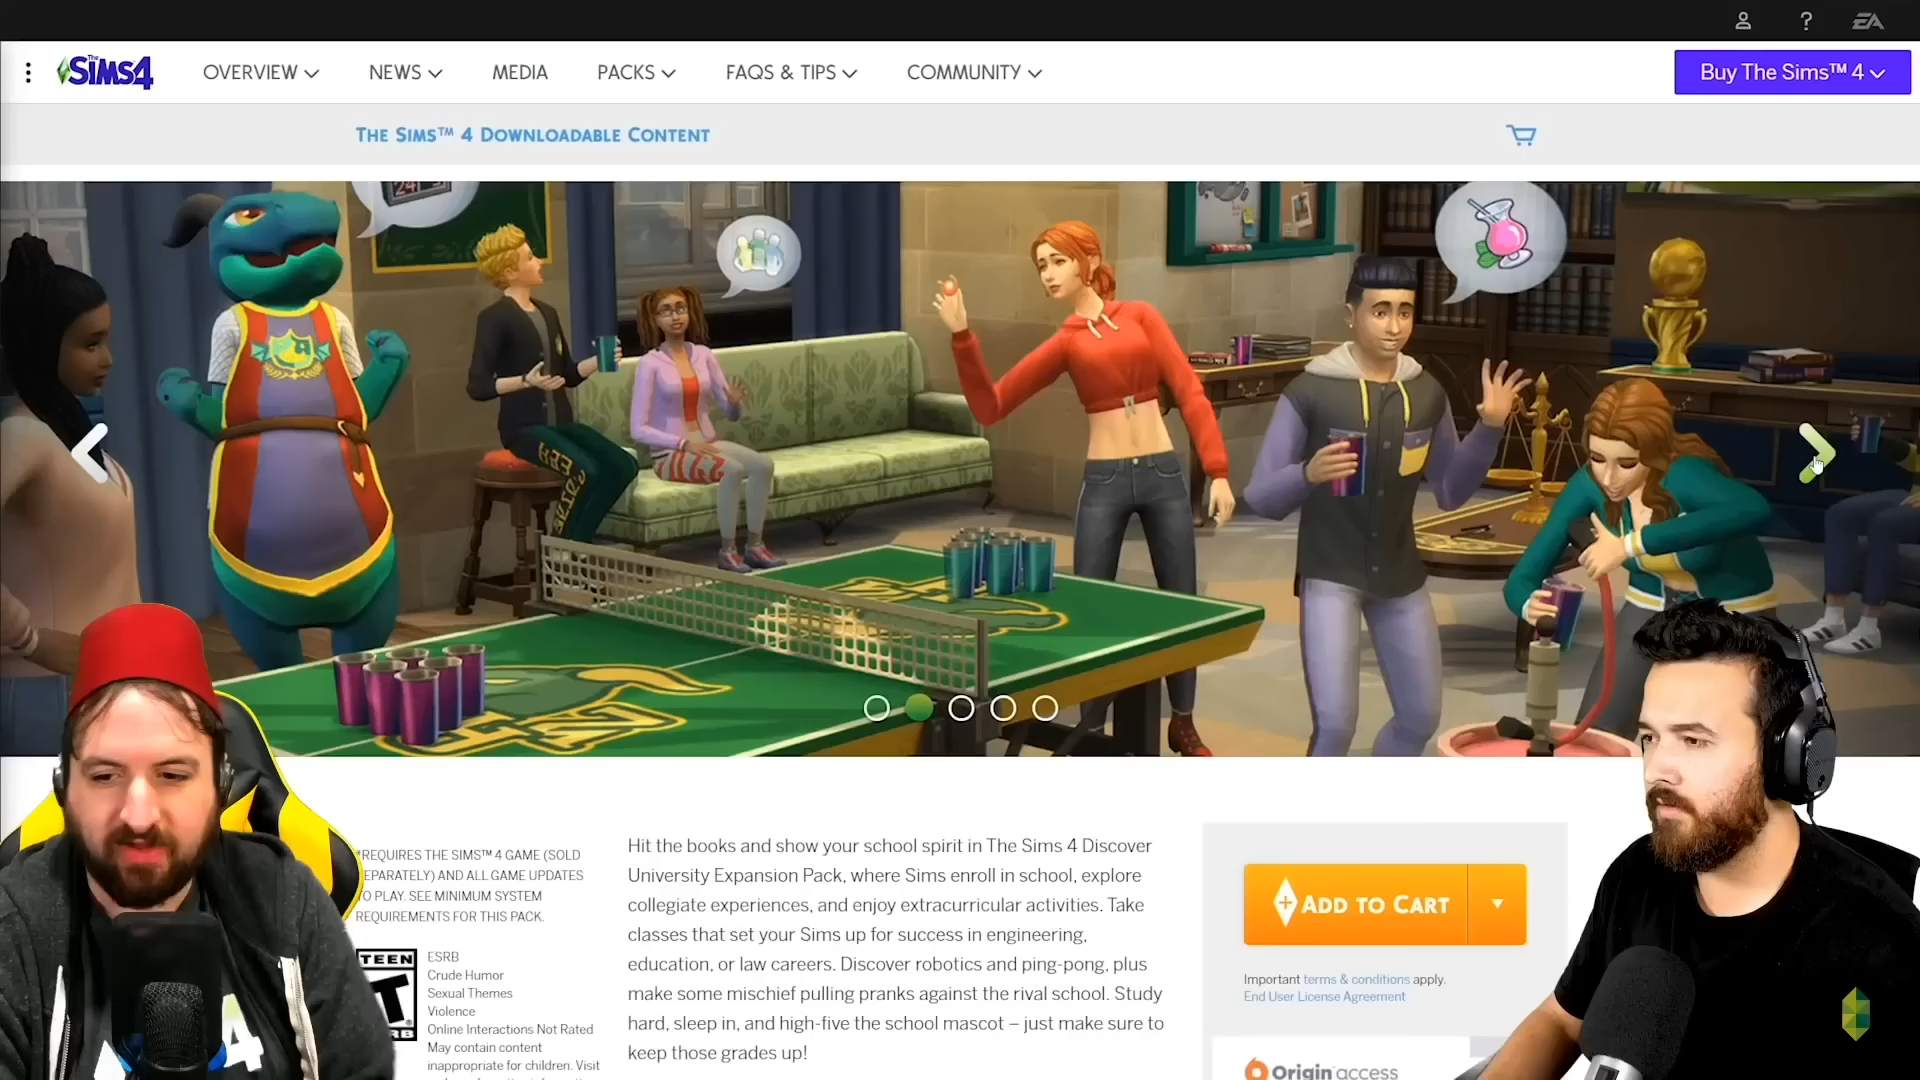 EA
THE SiMS 4
OVERVIEW
NEWS
MEDIA
PACKS
FAQS & TIPS
COMMUNITY
Buy The Sims™ 4
THE SIMS™ 4 DOWNLOADABLE CONTENT
*REQUIRES THE SIMS™ 4 GAME (SOLD
EPARATELY) AND ALL GAME UPDATES
TO PLAY. SEE MINIMUM SYSTEM
REQUIREMENTS FOR THIS PACK.
TEEN
T
ESRB
Crude Humor
Sexual Themes
Violence
Online Interactions Not Rated
May contain content
inappropriate for children. Visit
Hit the books and show your school spirit in The Sims 4 Discover
University Expansion Pack, where Sims enroll in school, explore
collegiate experiences, and enjoy extracurricular activities. Take
classes that set your Sims up for success in engineering,
education, or law careers. Discover robotics and ping-pong, plus
make some mischief pulling pranks against the rival school. Study
hard, sleep in, and high-five the school mascot – just make sure to
keep those grades up!
ADD TO CART
Important terms & conditions apply.
End User License Agreement
Origin access
4